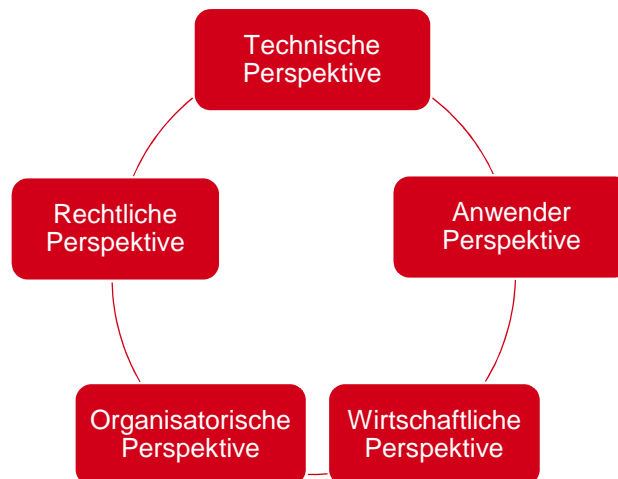 Technische
Perspektive
Anwender
Perspektive
Wirtschaftliche
Perspektive
Organisatorische
Perspektive
Rechtliche
Perspektive